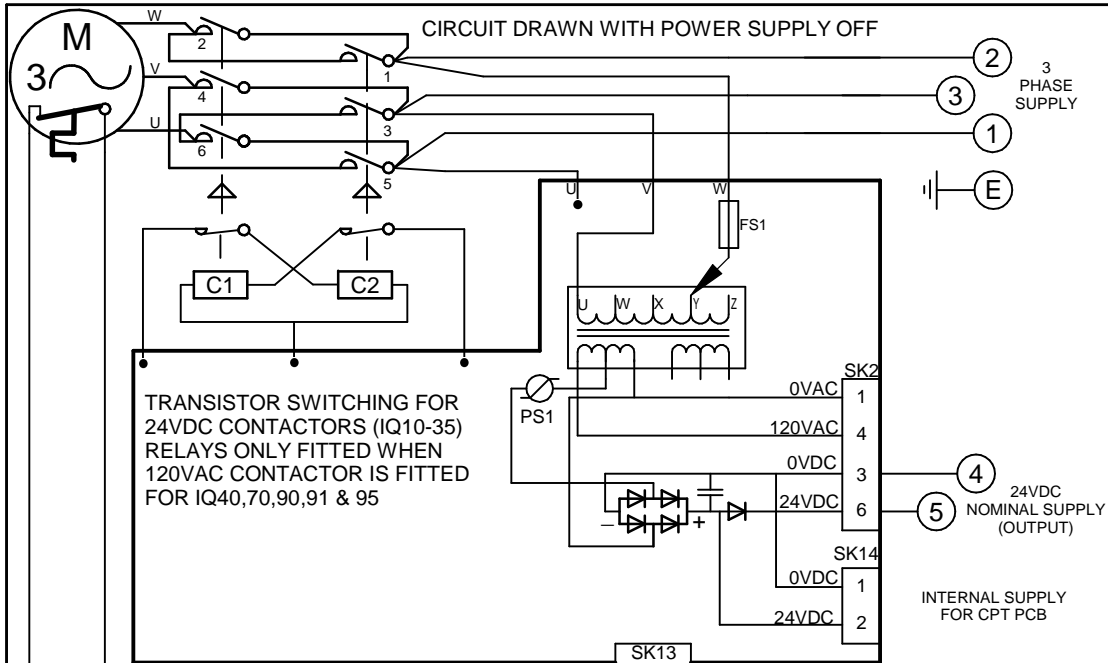 CIRCUIT DRAWN WITH POWER SUPPLY OFF
W
M
3
V
U
2
1
4
3
6
5
2
3
1
E
3
PHASE
SUPPLY
U
V
W
FS1
C1
C2
U
W
X
Y
Z
PS1
TRANSISTOR SWITCHING FOR
24VDC CONTACTORS (IQ10-35)
RELAYS ONLY FITTED WHEN
120VAC CONTACTOR IS FITTED
FOR IQ40,70,90,91 & 95
SK2
0VAC 1
120VAC 4
0VDC 3
24VDC 6
– +
4
5
24VDC
NOMINAL SUPPLY
(OUTPUT)
SK14
0VDC 1
24VDC 2
INTERNAL SUPPLY
FOR CPT PCB
SK13